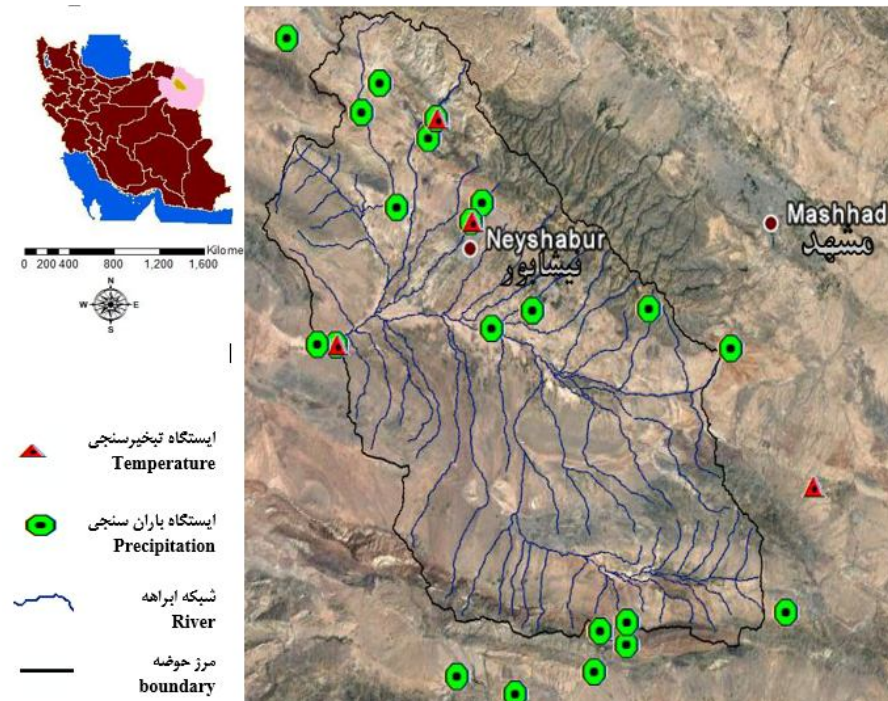 Kilome
0 200 400 800 1,200 1,600
N
W E
S
ایستگاه تبخیرسنجی
Temperature
ایستگاه باران سنجی
Precipitation
شبکه ابراهه
River
مرز حوضه
boundary
Neyshabur
نیشابور
Mashhad
مشهد